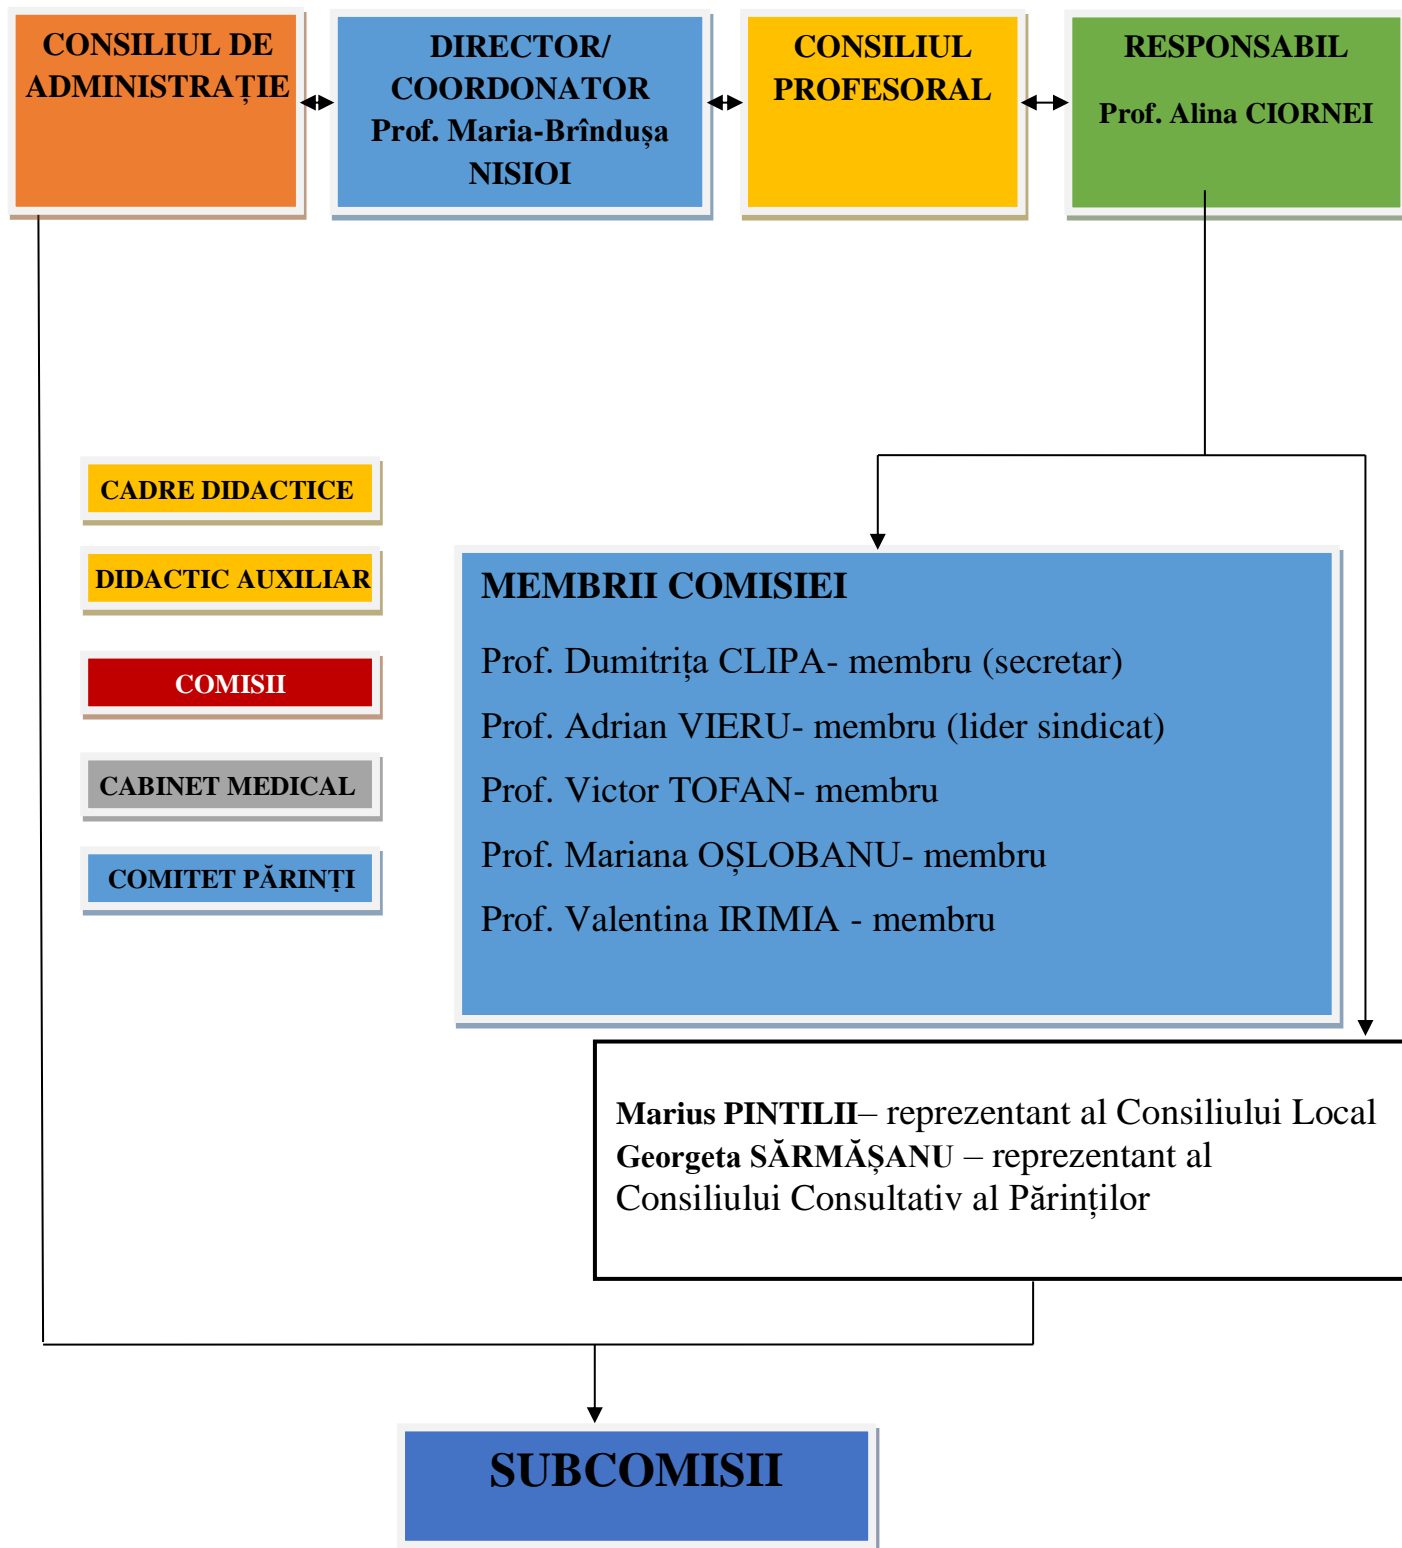 CONSILIUL DE
ADMINISTRAȚIE
DIRECTOR/
COORDONATOR
Prof. Maria-Brîndușa
NISIOI
CONSILIUL
PROFESORAL
RESPONSABIL
Prof. Alina CIORNEI
CADRE DIDACTICE
DIDACTIC AUXILIAR
COMISII
CABINET MEDICAL
COMITET PĂRINȚI
MEMBRII COMISIEI
Prof. Dumitrița CLIPA- membru (secretar)
Prof. Adrian VIERU- membru (lider sindicat)
Prof. Victor TOFAN- membru
Prof. Mariana OȘLOBANU- membru
Prof. Valentina IRIMIA - membru
Marius PINTILII– reprezentant al Consiliului Local
Georgeta SĂRMĂȘANU – reprezentant al
Consiliului Consultativ al Părinților
SUBCOMISII